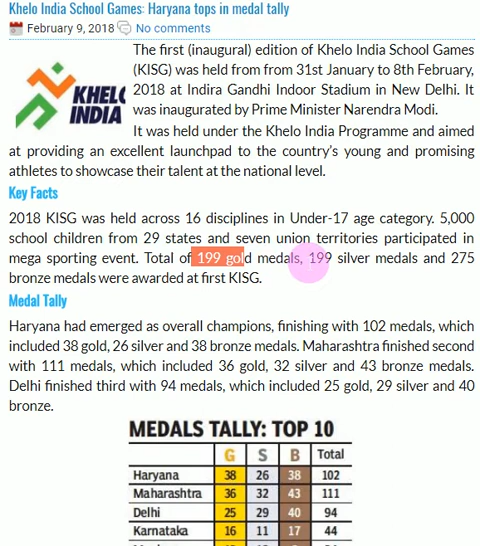 Khelo India School Games: Haryana tops in medal tally
February 9, 2018 No comments
KHEL
INDIA
The first (inaugural) edition of Khelo India School Games
(KISG) was held from from 31st January to 8th February,
2018 at Indira Gandhi Indoor Stadium in New Delhi. It
was inaugurated by Prime Minister Narendra Modi.
It was held under the Khelo India Programme and aimed
at providing an excellent launchpad to the country's young and promising
athletes to showcase their talent at the national level.
Key Facts
2018 KISG was held across 16 disciplines in Under-17 age category. 5,000
school children from 29 states and seven union territories participated in
mega sporting event. Total of 199 gold medals, 199 silver medals and 275
bronze medals were awarded at first KISG.
Medal Tally
Haryana had emerged as overall champions, finishing with 102 medals, which
included 38 gold, 26 silver and 38 bronze medals. Maharashtra finished second
with 111 medals, which included 36 gold, 32 silver and 43 bronze medals.
Delhi finished third with 94 medals, which included 25 gold, 29 silver and 40
bronze.
MEDALS TALLY: TOP 10
G S B Total
Haryana 38 26 38 102
Maharashtra 36 32 43 111
Delhi 25 29 40 94
Karnataka 16 11 17 44